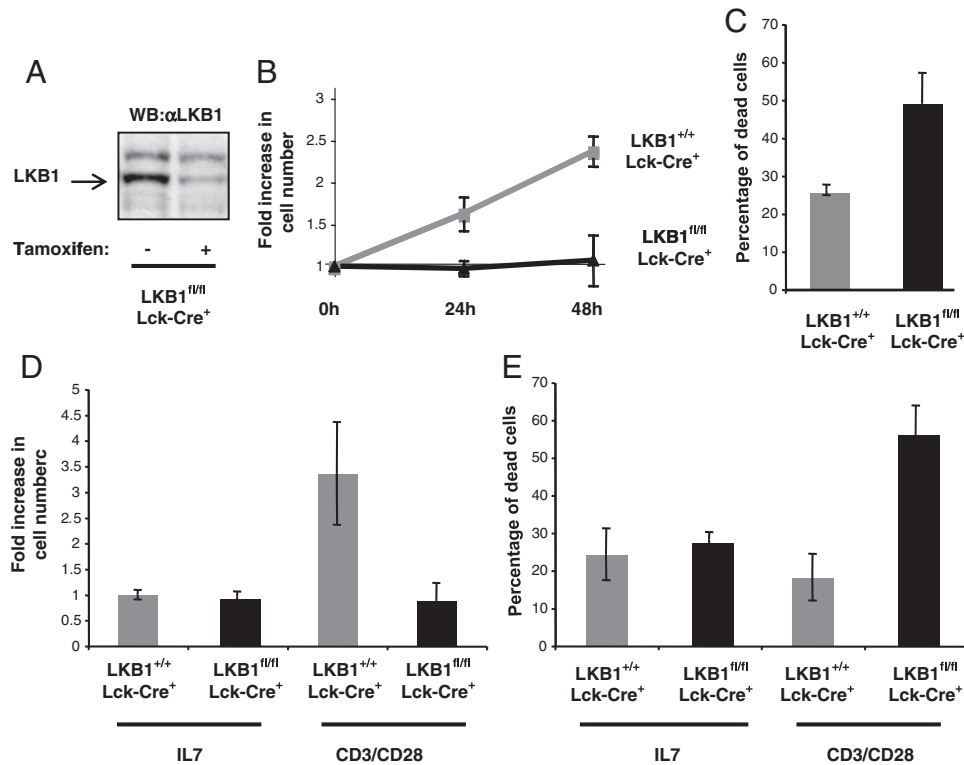 A
WB:αLKB1
LKB1
Tamoxifen: - +
LKB1fl/fl
Lck-Cre+
B
Fold increase in
cell number
3
2.5
2
1.5
1
0h 24h 48h
LKB1+/+
Lck-Cre+
LKB1fl/fl
Lck-Cre+
C
Percentage of dead cells
70
60
50
40
30
20
10
0
LKB1+/+ LKB1fl/fl
Lck-Cre+ Lck-Cre+
D
Fold increase in
cell numberc
5
4.5
4
3.5
3
2.5
2
1.5
1
0.5
0
LKB1+/+ LKB1fl/fl LKB1+/+ LKB1fl/fl
Lck-Cre+ Lck-Cre+ Lck-Cre+ Lck-Cre+
IL7 CD3/CD28
E
Percentage of dead cells
70
60
50
40
30
20
10
0
LKB1+/+ LKB1fl/fl LKB1+/+ LKB1fl/fl
Lck-Cre+ Lck-Cre+ Lck-Cre+ Lck-Cre+
IL7 CD3/CD28